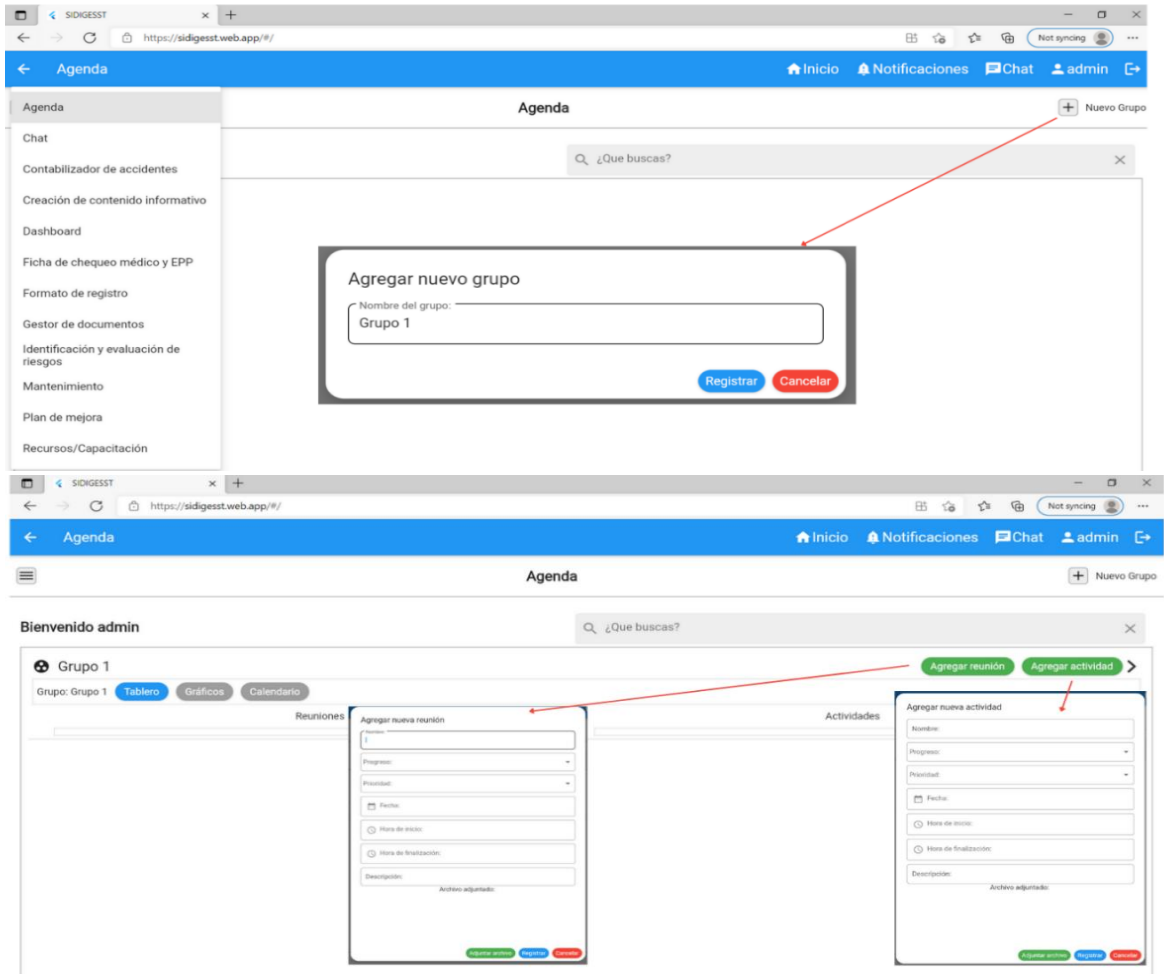 SIDIGESST
https://sidigesst.web.app/#/
Not syncing
Agenda
Inicio Notificaciones Chat admin
Agenda
Agenda
Nuevo Grupo
Chat
Contabilizador de accidentes
Creación de contenido informativo
Dashboard
Ficha de chequeo médico y EPP
Formato de registro
Gestor de documentos
Identificación y evaluación de
riesgos
Mantenimiento
Plan de mejora
Recursos/Capacitación
¿Que buscas?
Agregar nuevo grupo
Nombre del grupo:
Grupo 1
Registrar Cancelar
SIDIGESST
https://sidigesst.web.app/#/
Not syncing
Agenda
Inicio Notificaciones Chat admin
Agenda
Nuevo Grupo
Bienvenido admin
¿Que buscas?
Grupo 1
Agregar reunión Agregar actividad
Grupo: Grupo 1 Tablero Gráficos Calendario
Reuniones
Actividades
Agregar nueva reunión
Nombre:
Progreso:
Prioridad:
Fecha:
Hora de inicio:
Hora de finalización:
Descripción:
Archivo adjuntado:
Adjuntar archivo Registrar Cancelar
Agregar nueva actividad
Nombre:
Progreso:
Prioridad:
Fecha:
Hora de inicio:
Hora de finalización:
Descripción:
Archivo adjuntado:
Adjuntar archivo Registrar Cancelar